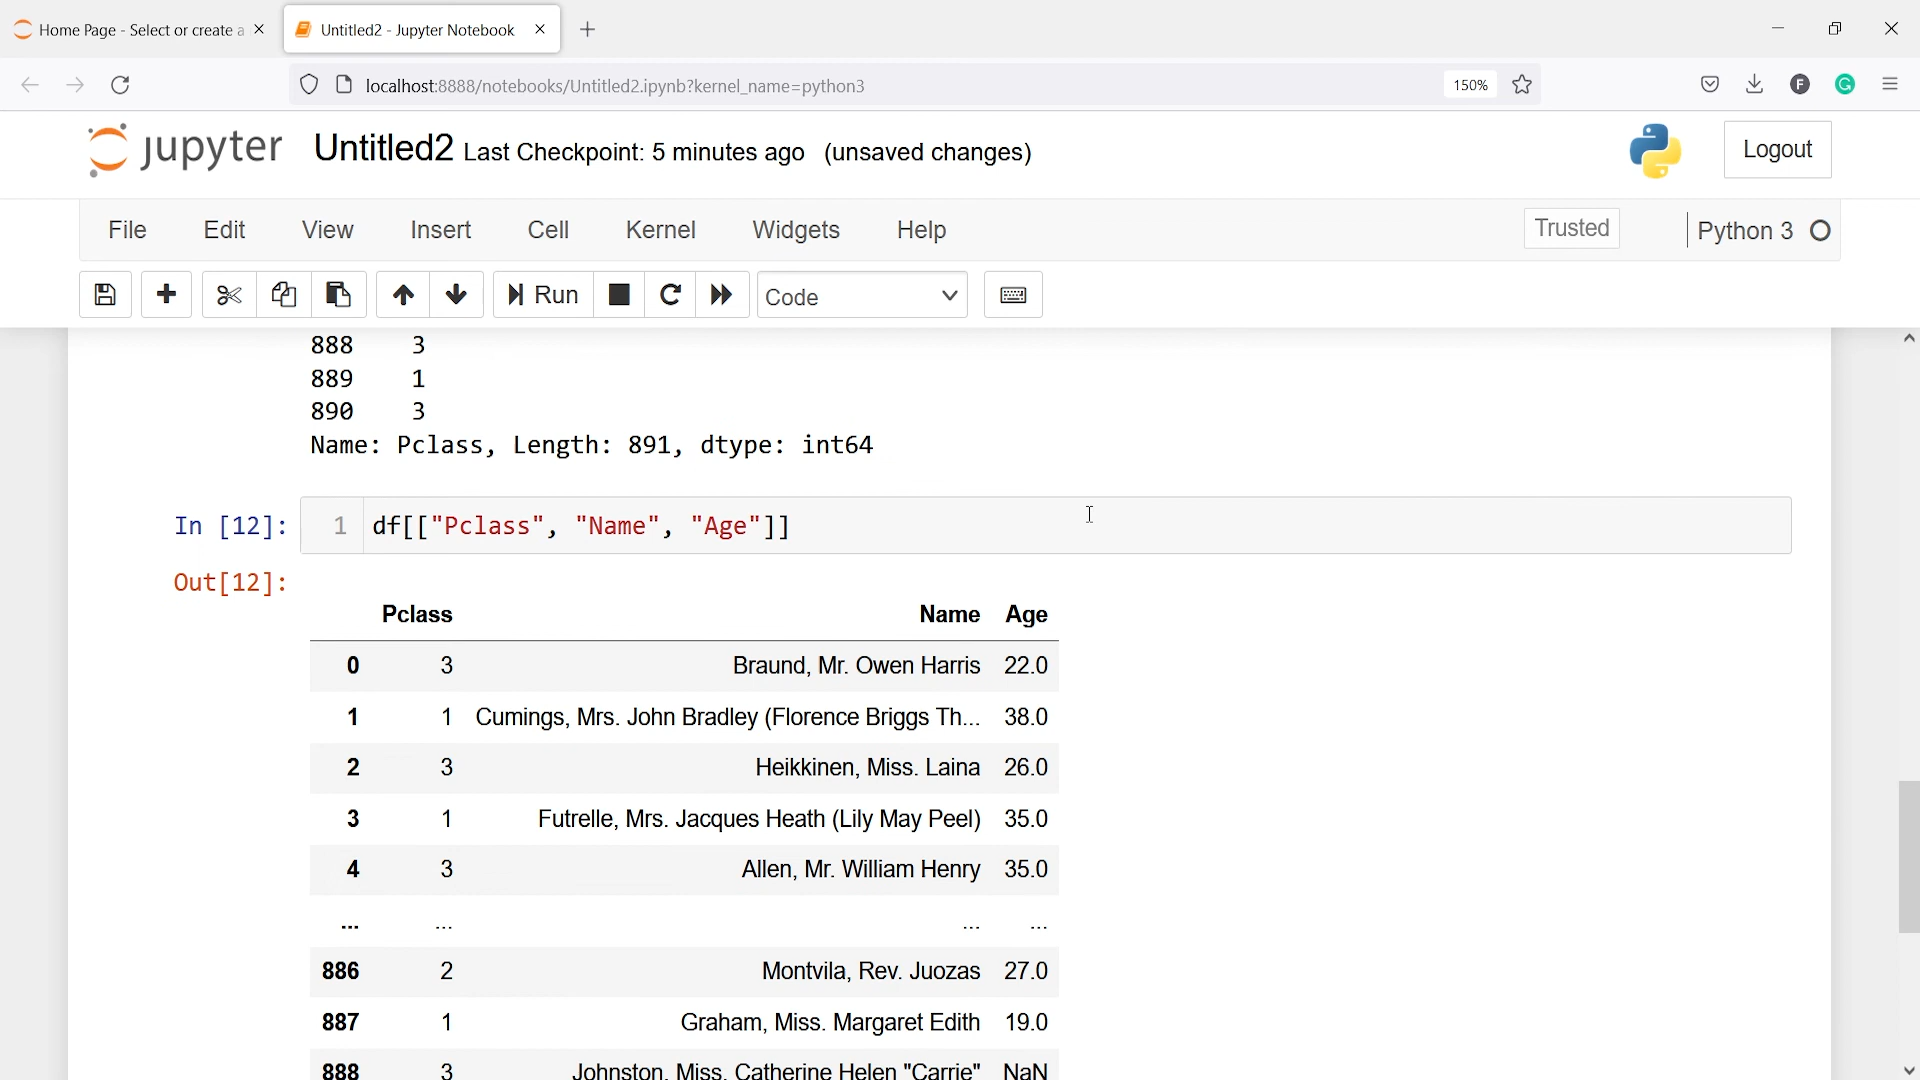 Home Page - Select or create a
Untitled2 - Jupyter Notebook
localhost:8888/notebooks/Untitled2.ipynb?kernel_name=python3
150%
F
G
jupyter Untitled2 Last Checkpoint: 5 minutes ago (unsaved changes)
Logout
File Edit View Insert Cell Kernel Widgets Help
Trusted
Python 3
Run
Code
888 3
889 1
890 3
Name: Pclass, Length: 891, dtype: int64
In [12]: 1 df[["Pclass", "Name", "Age"]]
Out[12]:
Pclass Name Age
0 3 Braund, Mr. Owen Harris 22.0
1 1 Cumings, Mrs. John Bradley (Florence Briggs Th... 38.0
2 3 Heikkinen, Miss. Laina 26.0
3 1 Futrelle, Mrs. Jacques Heath (Lily May Peel) 35.0
4 3 Allen, Mr. William Henry 35.0
... ... ... ...
886 2 Montvila, Rev. Juozas 27.0
887 1 Graham, Miss. Margaret Edith 19.0
888 3 Johnston, Miss. Catherine Helen "Carrie" NaN